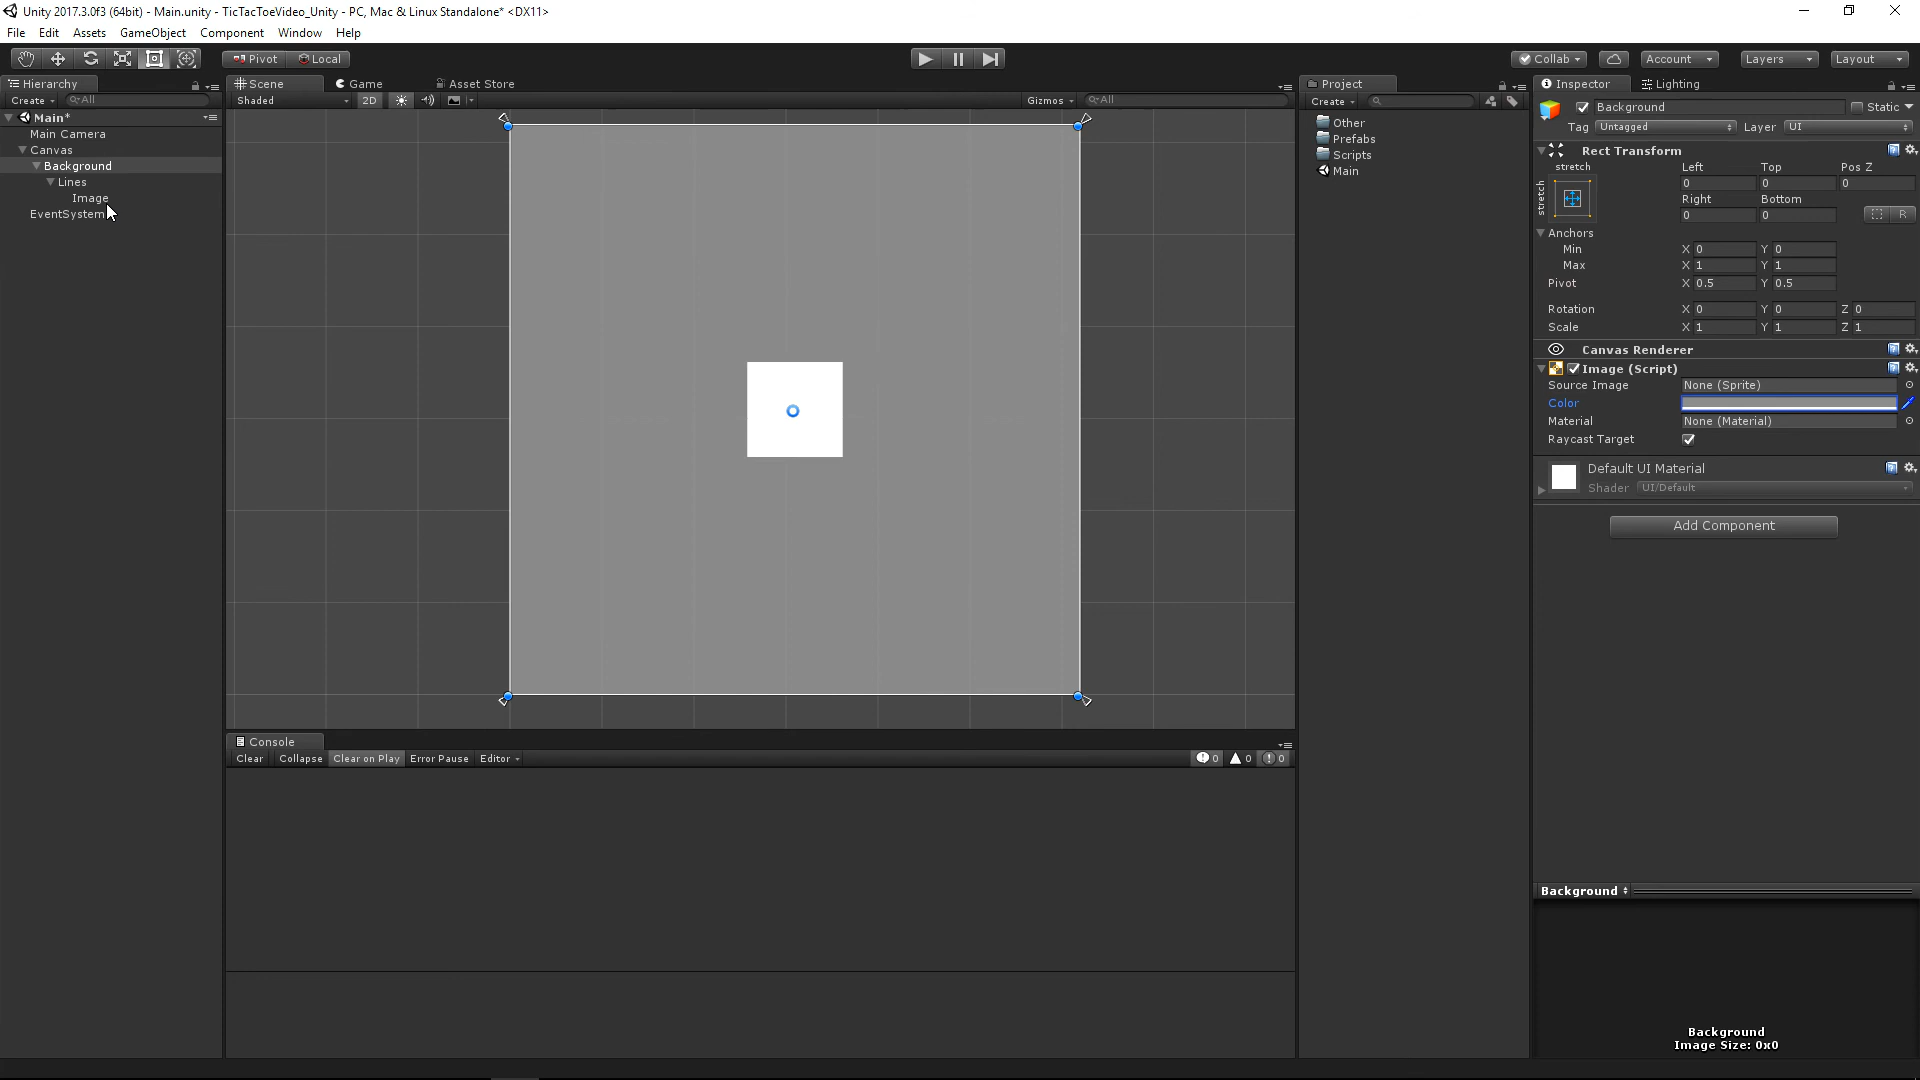 Unity 2017.3.0f3 (64bit) - Main.unity - TicTacToeVideo_Unity - PC, Mac & Linux Standalone* <DX11>
File Edit Assets GameObject Component Window Help
Pivot Local Collab Account Layers Layout
Hierarchy Scene Game Asset Store Project Inspector Lighting
Create All Shaded 2D Gizmos All Create
Background Static
Main*
Main Camera
Canvas
Background
Lines
Image
EventSystem
Other
Prefabs
Scripts
Main
Tag Untagged Layer UI
Rect Transform
stretch Left Top Pos Z
stretch
0 0 0
Right Bottom
0 0 R
Anchors
Min X 0 Y 0
Max X 1 Y 1
Pivot X 0.5 Y 0.5
Rotation X 0 Y 0 Z 0
Scale X 1 Y 1 Z 1
Canvas Renderer
Image (Script)
Source Image None (Sprite)
Color
Material None (Material)
Raycast Target
Default UI Material
Shader UI/Default
Add Component
Console
Clear Collapse Clear on Play Error Pause Editor 0 0 0
Background
Background
Image Size: 0x0